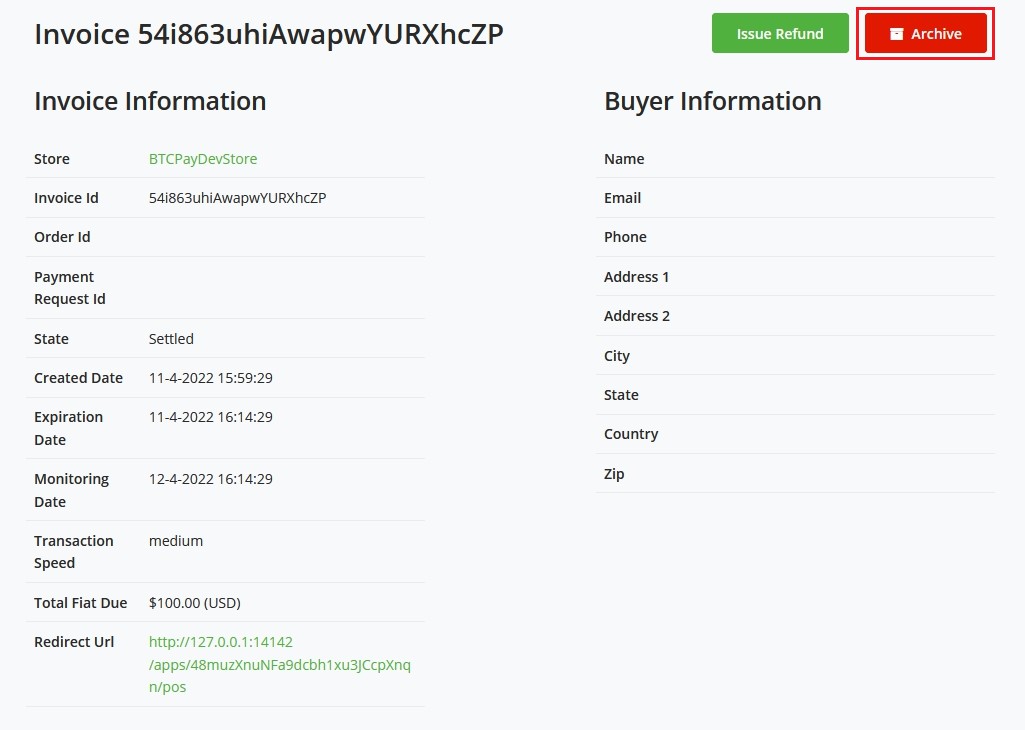 Invoice 54i863uhiAwapwYURXhcZP
Issue Refund
Archive
Invoice Information
Store BTCPayDevStore
Invoice Id 54i863uhiAwapwYURXhcZP
Order Id
Payment
Request Id
State Settled
Created Date 11-4-2022 15:59:29
Expiration 11-4-2022 16:14:29
Date
Monitoring 12-4-2022 16:14:29
Date
Transaction medium
Speed
Total Fiat Due $100.00 (USD)
Redirect Url http://127.0.0.1:14142
/apps/48muzXnuNFa9dcbh1xu3JCcpXnq
n/pos
Buyer Information
Name
Email
Phone
Address 1
Address 2
City
State
Country
Zip